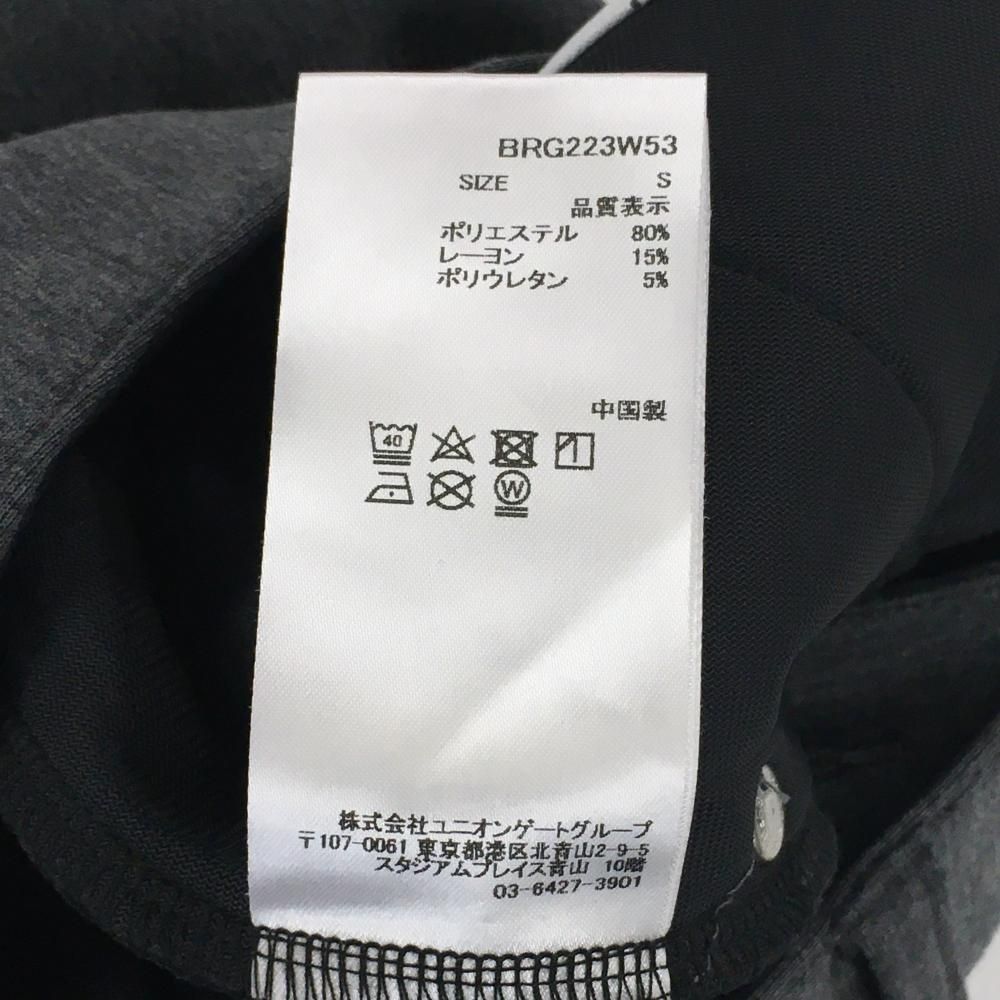 BRG223W53
SIZE S
品質表示
ポリエステル 80%
レーヨン 15%
ポリウレタン 5%
中国製
40
W
株式会社ユニオンゲートグループ
〒107-0061 東京都港区北青山2-9-5
スタジアムプレイス青山 10階
03-6427-3901